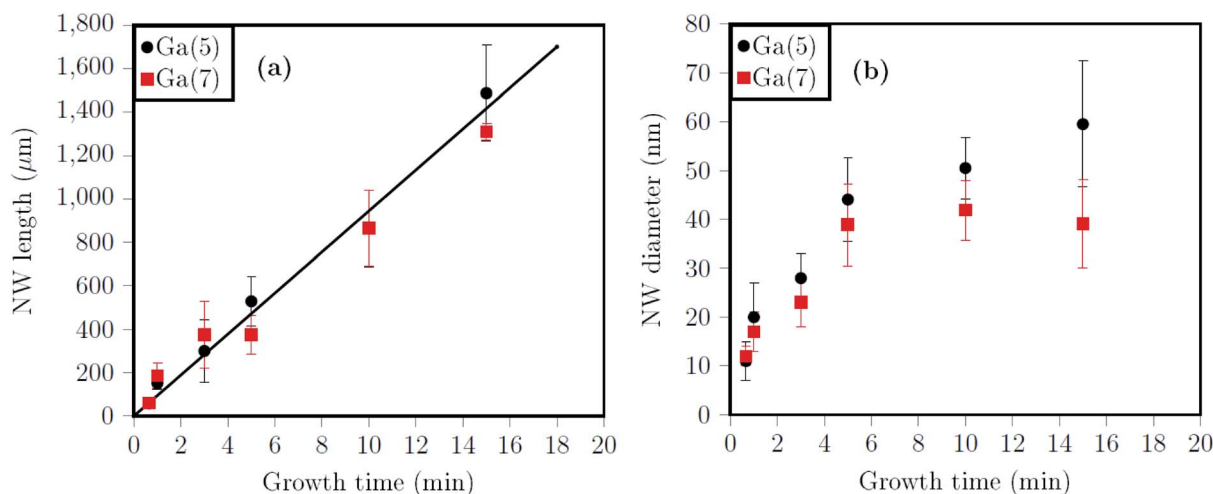 1,800
1,600
1,400
1,200
1,000
800
600
400
200
0
NW length (μm)
Ga(5)
Ga(7)
(a)
0 2 4 6 8 10 12 14 16 18 20
Growth time (min)
80
70
60
50
40
30
20
10
0
NW diameter (nm)
Ga(5)
Ga(7)
(b)
0 2 4 6 8 10 12 14 16 18 20
Growth time (min)